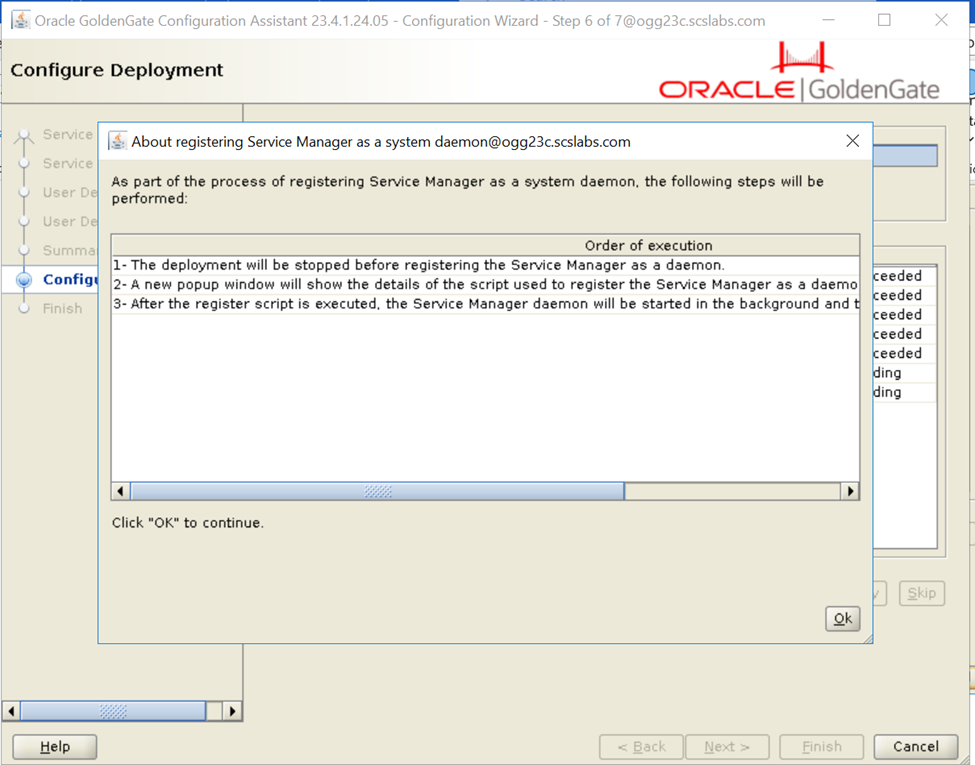 Oracle GoldenGate Configuration Assistant 23.4.1.24.05 - Configuration Wizard - Step 6 of 7@ogg23c.scslabs.com
Configure Deployment
ORACLE | GoldenGate
Service
Service
User De
User De
Summa
Config
Finish
About registering Service Manager as a system daemon@ogg23c.scslabs.com
As part of the process of registering Service Manager as a system daemon, the following steps will be
performed:
Order of execution
1- The deployment will be stopped before registering the Service Manager as a daemon.
2- A new popup window will show the details of the script used to register the Service Manager as a daemo
3- After the register script is executed, the Service Manager daemon will be started in the background and t
Click "OK" to continue.
Ok
ceeded
ceeded
ceeded
ceeded
ceeded
ding
ding
y
Skip
Help
< Back
Next >
Finish
Cancel